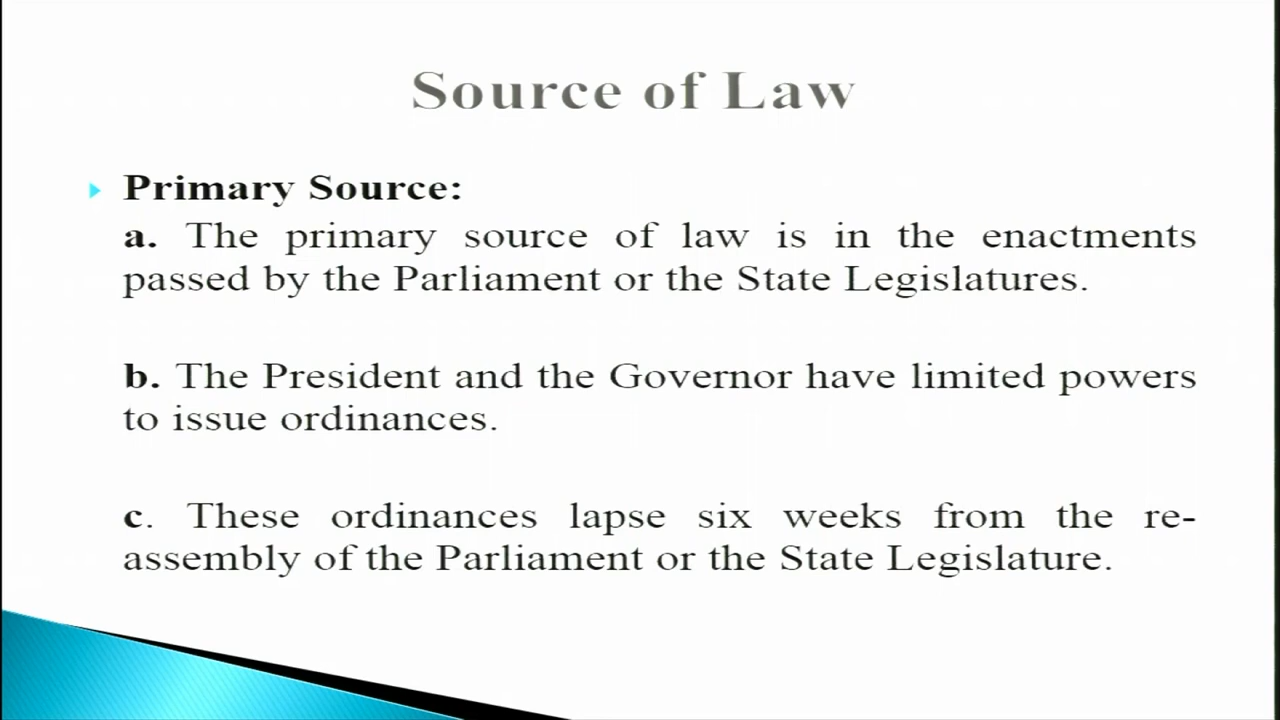 Source of Law
Primary Source:
a. The primary source of law is in the enactments
passed by the Parliament or the State Legislatures.
b. The President and the Governor have limited powers
to issue ordinances.
c. These ordinances lapse six weeks from the re-
assembly of the Parliament or the State Legislature.